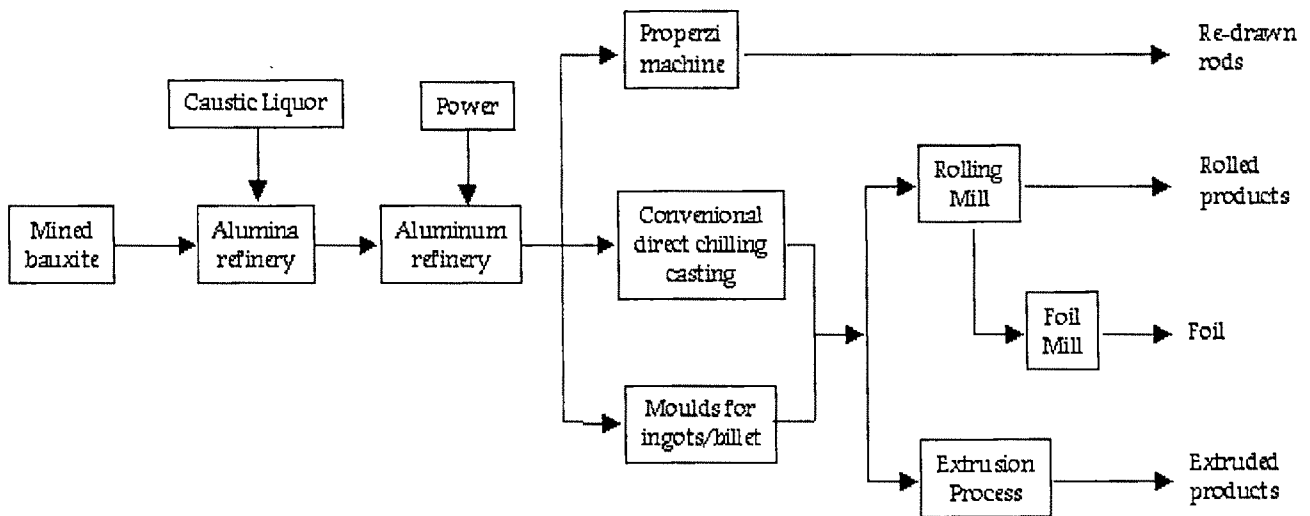 Properzi
machine
Re-drawn
rods
Caustic Liquor
Power
Mined
bauxite
Alumina
refinery
Aluminum
refinery
Convenional
direct chilling
casting
Rolling
Mill
Rolled
products
Foil
Mill
Foil
Moulds for
ingots/billet
Extrusion
Process
Extruded
products